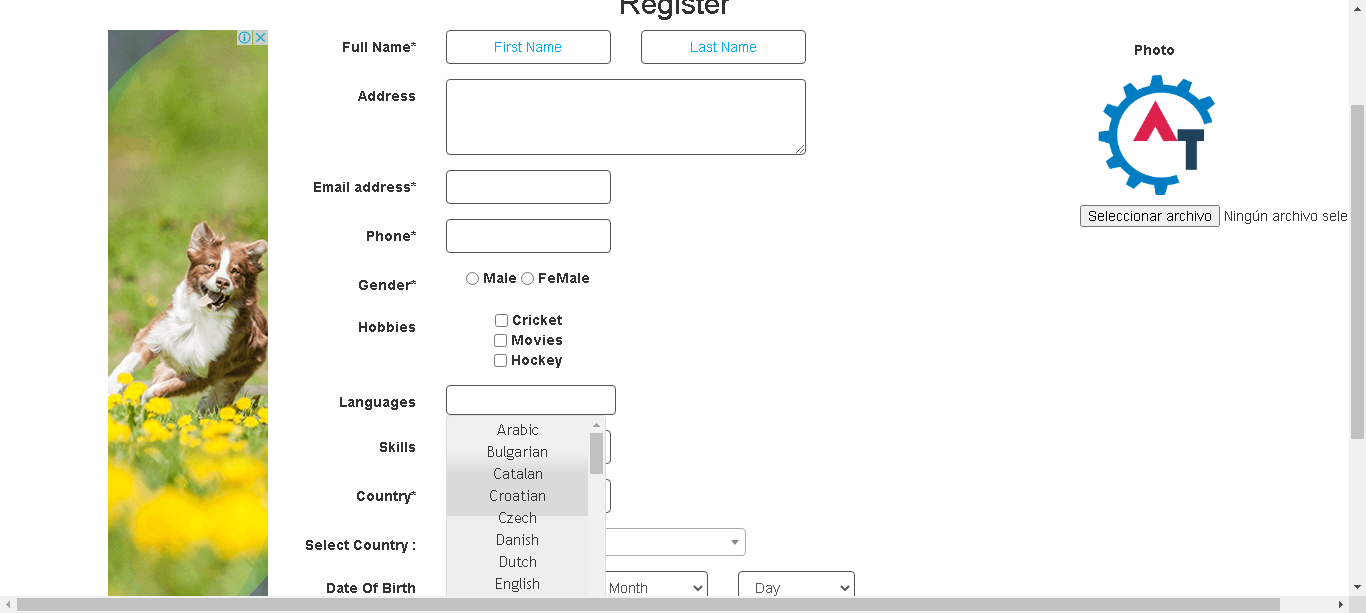 Register
Full Name*
First Name
Last Name
Photo
Address
AT
Seleccionar archivo Ningún archivo sele
Email address*
Phone*
Gender*
Male FeMale
Hobbies
Cricket
Movies
Hockey
Languages
Arabic
Bulgarian
Catalan
Croatian
Czech
Danish
Dutch
English
Skills
Country*
Select Country :
Date Of Birth
Month
Day